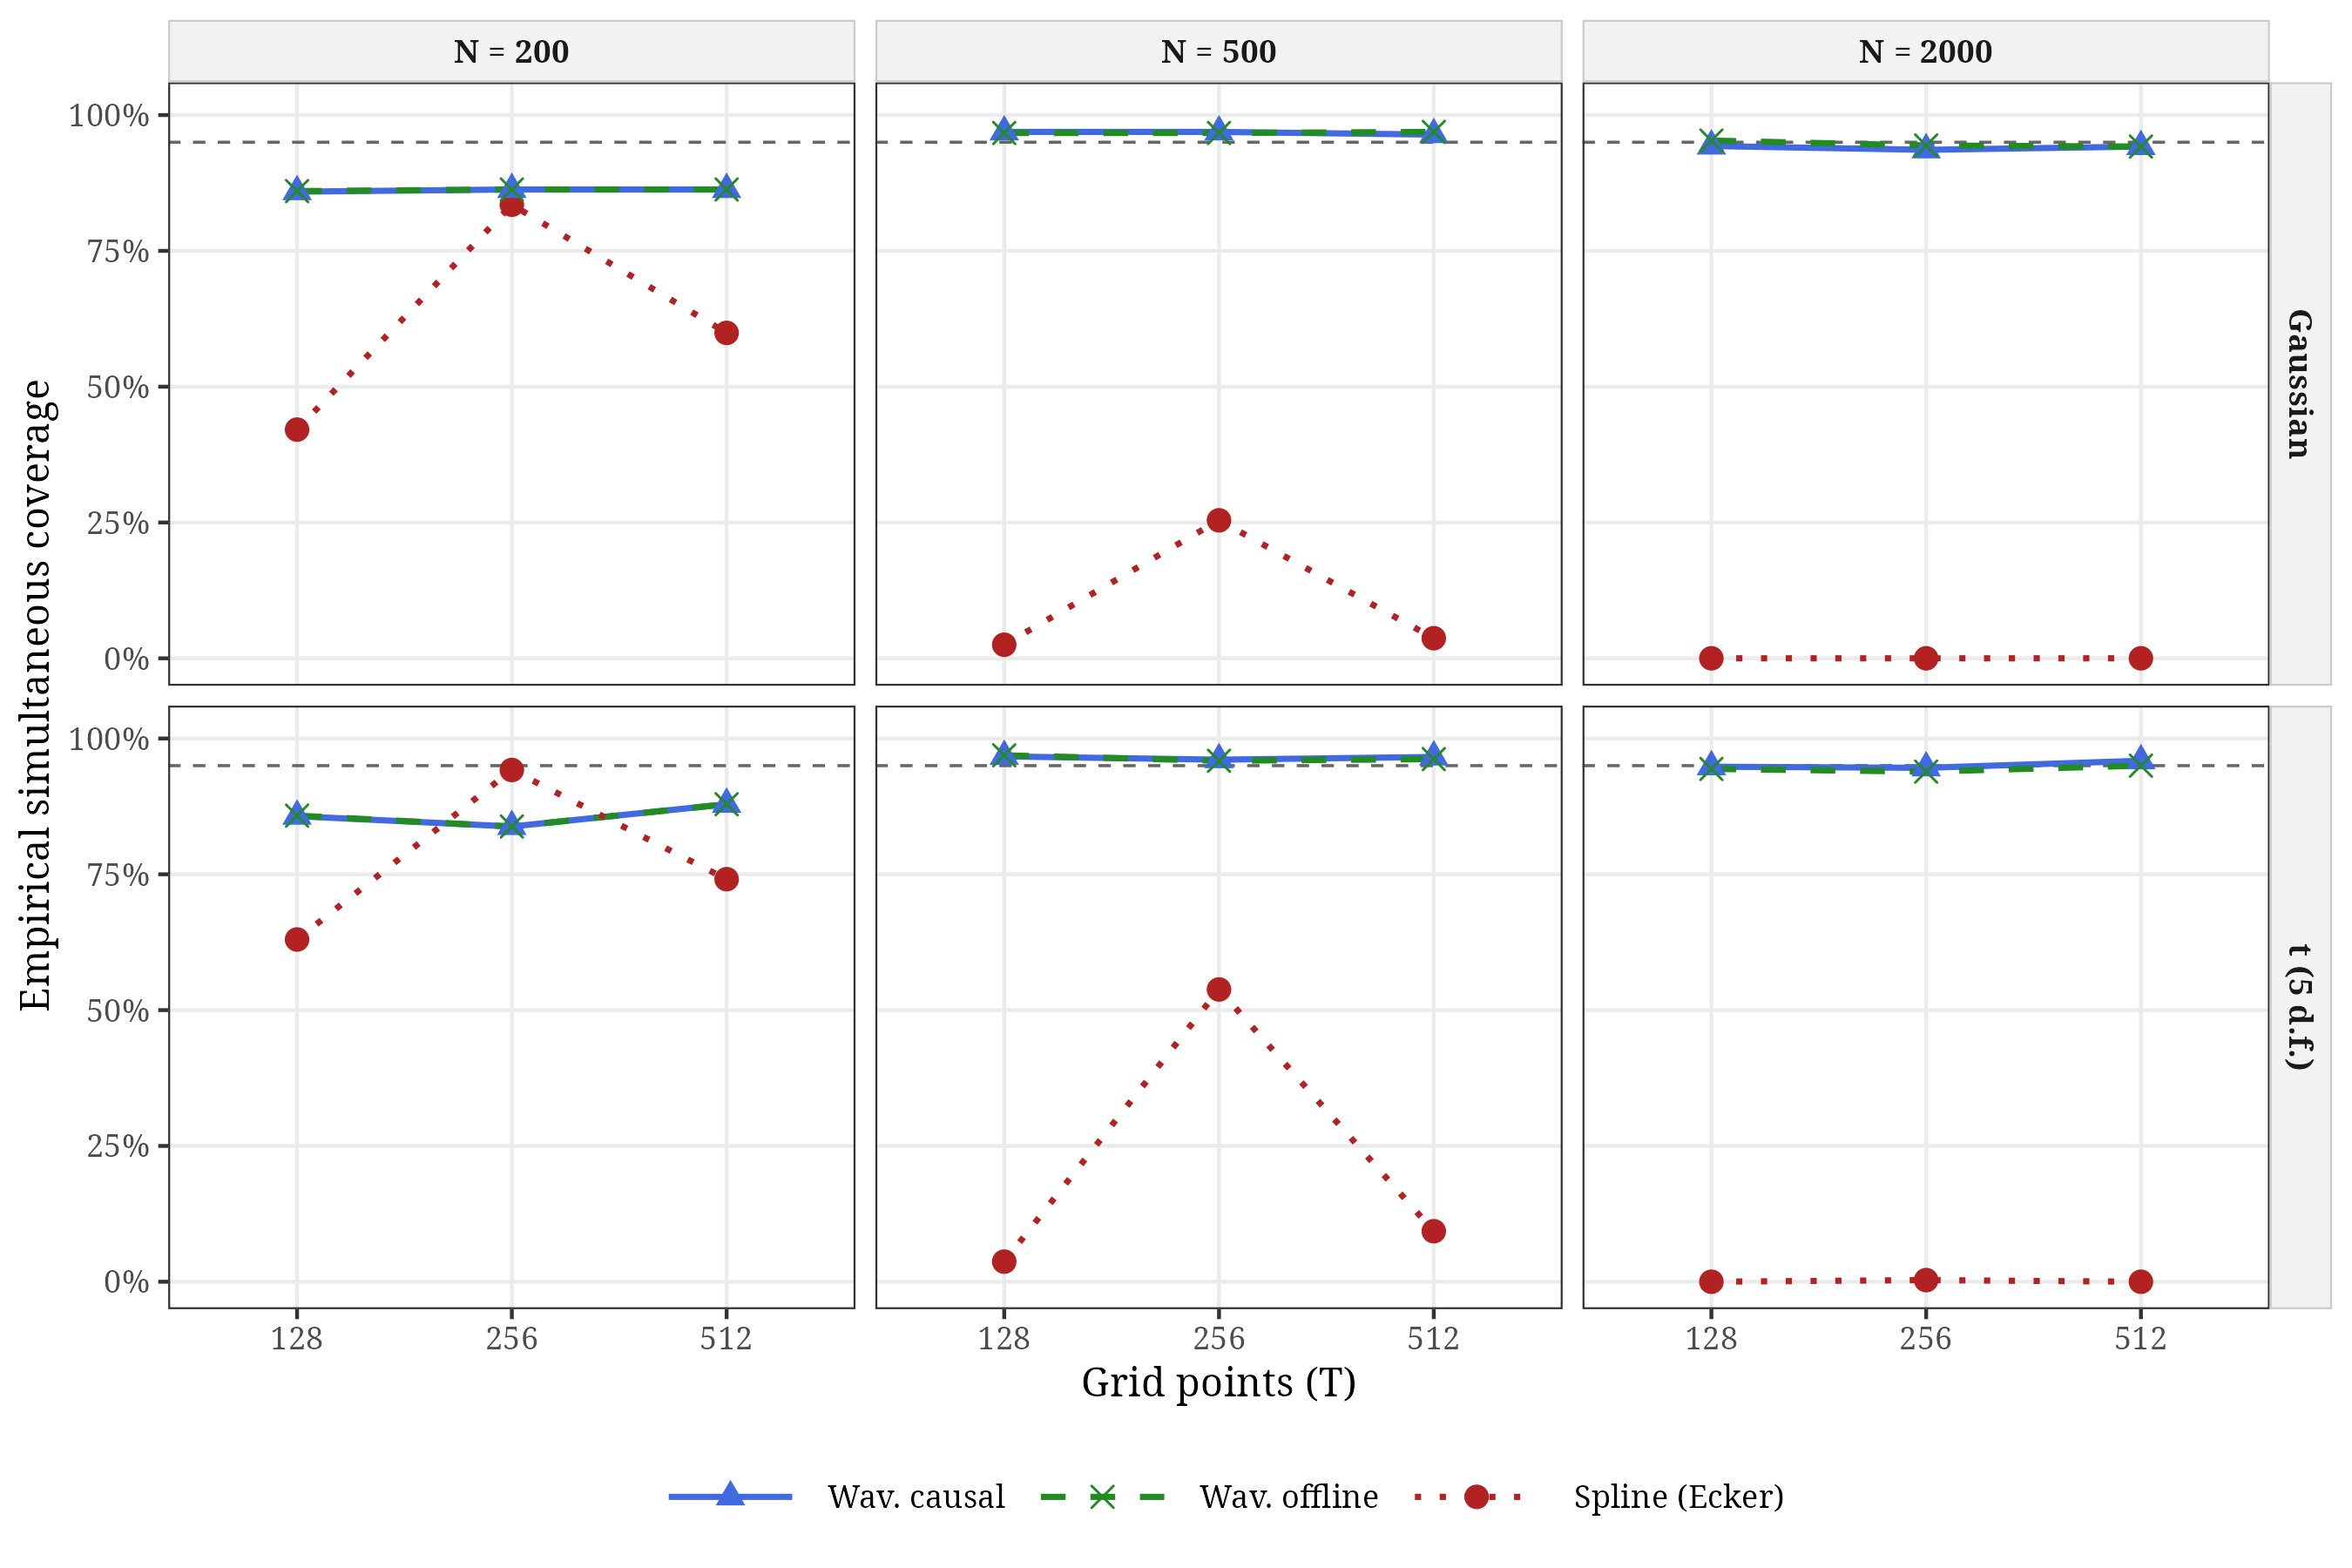 N = 200
N = 500
N = 2000
Empirical simultaneous coverage
100%
75%
50%
25%
0%
Gaussian
100%
75%
50%
25%
0%
t (5 d.f.)
128 256 512
128 256 512
128 256 512
Grid points (T)
Wav. causal
Wav. offline
Spline (Ecker)